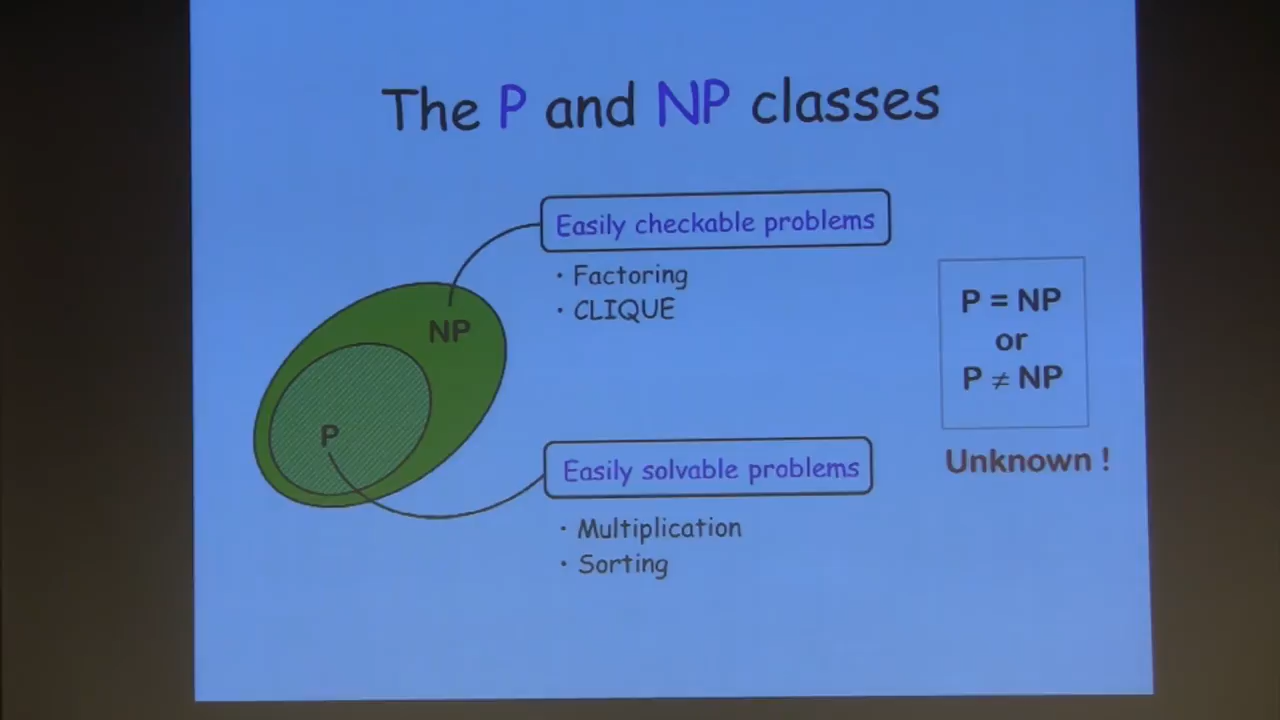 The P and NP classes
Easily checkable problems
· Factoring
· CLIQUE
NP
P
Easily solvable problems
· Multiplication
· Sorting
P = NP
or
P ≠ NP
Unknown !